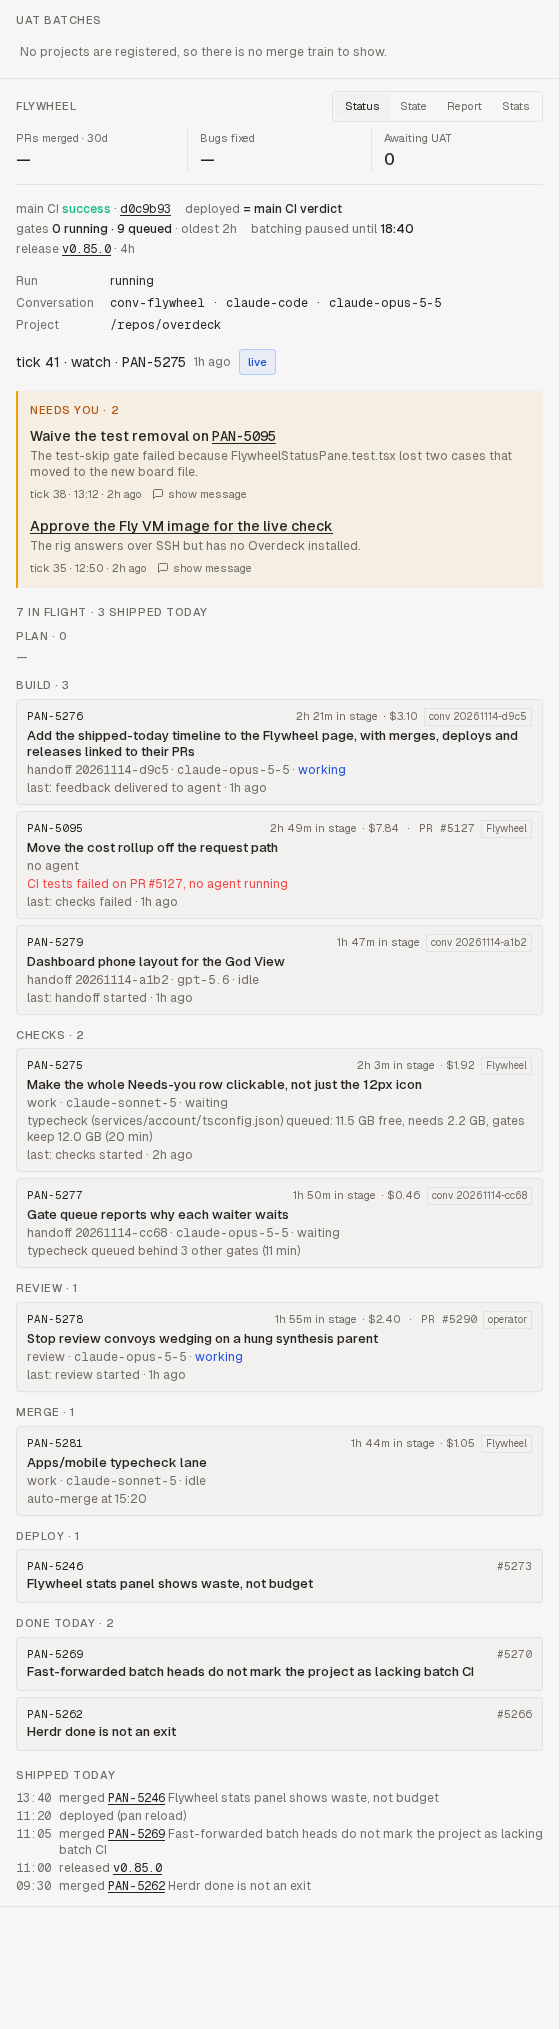 UAT BATCHES
No projects are registered, so there is no merge train to show.
FLYWHEEL
Status State Report Stats
PRs merged · 30d Bugs fixed Awaiting UAT
— — 0
main CI success · d0c9b93 deployed = main CI verdict
gates 0 running · 9 queued · oldest 2h batching paused until 18:40
release v0.85.0 · 4h
Run running
Conversation conv-flywheel · claude-code · claude-opus-5-5
Project /repos/overdeck
tick 41 · watch · PAN-5275 1h ago live
NEEDS YOU · 2
Waive the test removal on PAN-5095
The test-skip gate failed because FlywheelStatusPane.test.tsx lost two cases that
moved to the new board file.
tick 38 · 13:12 · 2h ago show message
Approve the Fly VM image for the live check
The rig answers over SSH but has no Overdeck installed.
tick 35 · 12:50 · 2h ago show message
7 IN FLIGHT · 3 SHIPPED TODAY
PLAN · 0
—
BUILD · 3
PAN-5276 2h 21m in stage · $3.10 conv 20261114-d9c5
Add the shipped-today timeline to the Flywheel page, with merges, deploys and
releases linked to their PRs
handoff 20261114-d9c5 · claude-opus-5-5 · working
last: feedback delivered to agent · 1h ago
PAN-5095 2h 49m in stage · $7.84 · PR #5127 Flywheel
Move the cost rollup off the request path
no agent
CI tests failed on PR #5127, no agent running
last: checks failed · 1h ago
PAN-5279 1h 47m in stage conv 20261114-a1b2
Dashboard phone layout for the God View
handoff 20261114-a1b2 · gpt-5.6 · idle
last: handoff started · 1h ago
CHECKS · 2
PAN-5275 2h 3m in stage · $1.92 Flywheel
Make the whole Needs-you row clickable, not just the 12px icon
work · claude-sonnet-5 · waiting
typecheck (services/account/tsconfig.json) queued: 11.5 GB free, needs 2.2 GB, gates
keep 12.0 GB (20 min)
last: checks started · 2h ago
PAN-5277 1h 50m in stage · $0.46 conv 20261114-cc68
Gate queue reports why each waiter waits
handoff 20261114-cc68 · claude-opus-5-5 · waiting
typecheck queued behind 3 other gates (11 min)
REVIEW · 1
PAN-5278 1h 55m in stage · $2.40 · PR #5290 operator
Stop review convoys wedging on a hung synthesis parent
review · claude-opus-5-5 · working
last: review started · 1h ago
MERGE · 1
PAN-5281 1h 44m in stage · $1.05 Flywheel
Apps/mobile typecheck lane
work · claude-sonnet-5 · idle
auto-merge at 15:20
DEPLOY · 1
PAN-5246 #5273
Flywheel stats panel shows waste, not budget
DONE TODAY · 2
PAN-5269 #5270
Fast-forwarded batch heads do not mark the project as lacking batch CI
PAN-5262 #5266
Herdr done is not an exit
SHIPPED TODAY
13:40 merged PAN-5246 Flywheel stats panel shows waste, not budget
11:20 deployed (pan reload)
11:05 merged PAN-5269 Fast-forwarded batch heads do not mark the project as lacking
batch CI
11:00 released v0.85.0
09:30 merged PAN-5262 Herdr done is not an exit